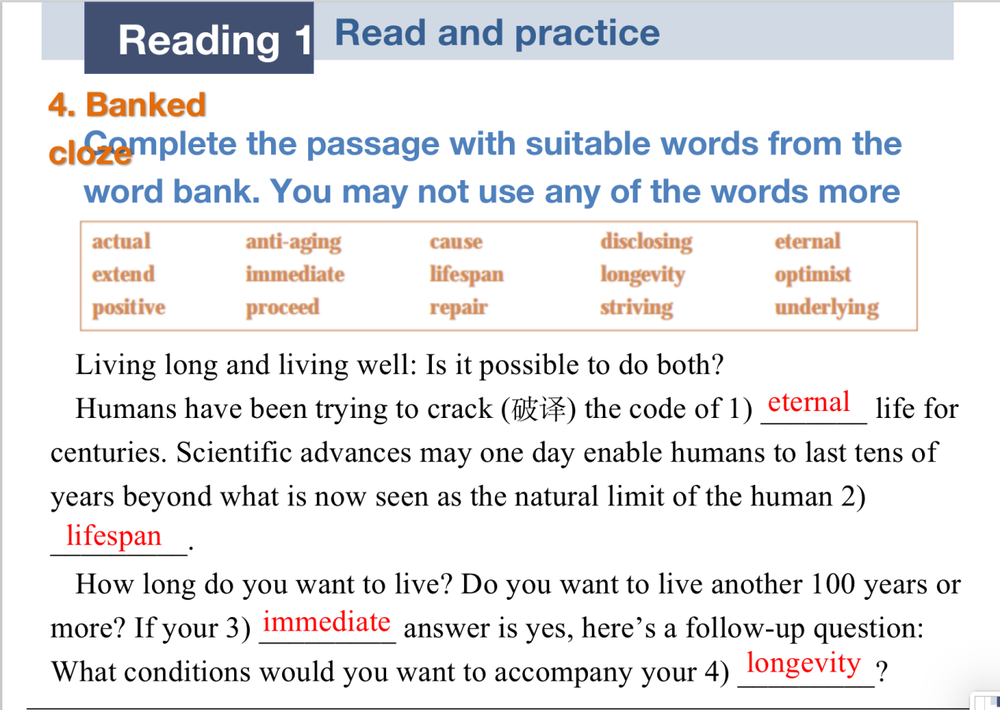 Reading 1 Read and practice
4. Banked
cloze
Complete the passage with suitable words from the
word bank. You may not use any of the words more
actual anti-aging cause disclosing eternal
extend immediate lifespan longevity optimist
positive proceed repair striving underlying
Living long and living well: Is it possible to do both?
Humans have been trying to crack (破译) the code of 1) eternal life for
centuries. Scientific advances may one day enable humans to last tens of
years beyond what is now seen as the natural limit of the human 2)
lifespan.
How long do you want to live? Do you want to live another 100 years or
more? If your 3) immediate answer is yes, here’s a follow-up question:
What conditions would you want to accompany your 4) longevity?